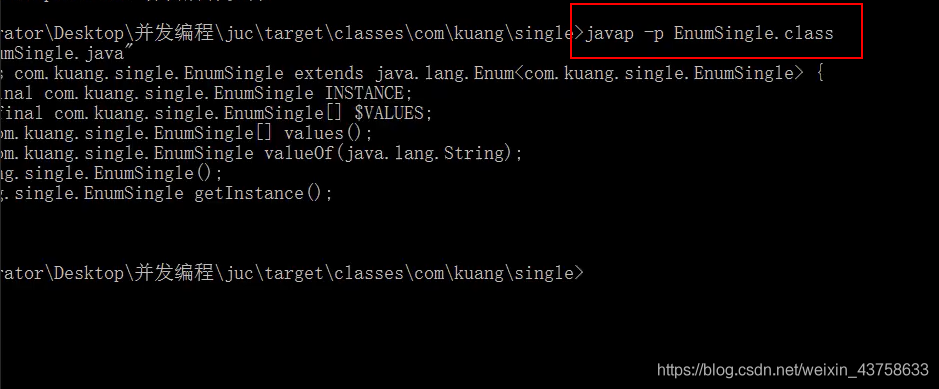 rator\Desktop\并发编程\juc\target\classes\com\kuang\single>javap -p EnumSingle.class
umSingle.java"
s com.kuang.single.EnumSingle extends java.lang.Enum<com.kuang.single.EnumSingle> {
nal com.kuang.single.EnumSingle INSTANCE;
final com.kuang.single.EnumSingle[] $VALUES;
om.kuang.single.EnumSingle[] values();
om.kuang.single.EnumSingle valueOf(java.lang.String);
ng.single.EnumSingle();
g.single.EnumSingle getInstance();
rator\Desktop\并发编程\juc\target\classes\com\kuang\single>
https://blog.csdn.net/weixin_43758633